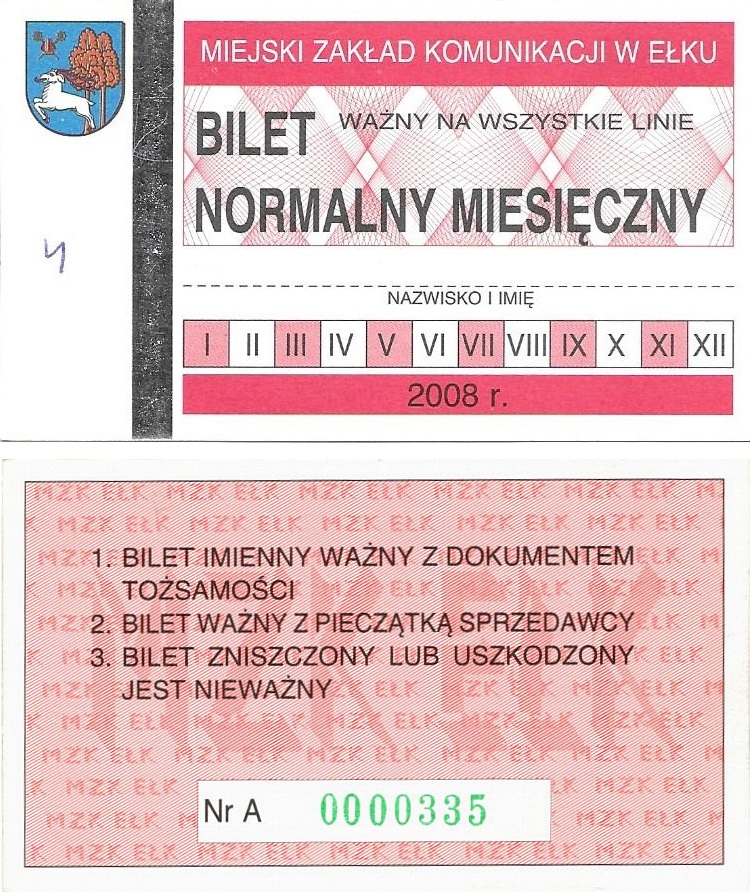 MIEJSKI ZAKŁAD KOMUNIKACJI W EŁKU
BILET WAŻNY NA WSZYSTKIE LINIE
NORMALNY MIESIĘCZNY
NAZWISKO I IMIĘ
I II III IV V VI VII VIII IX X XI XII
2008 r.
MZK EŁK
1. BILET IMIENNY WAŻNY Z DOKUMENTEM
TOŻSAMOŚCI
2. BILET WAŻNY Z PIECZĄTKĄ SPRZEDAWCY
3. BILET ZNISZCZONY LUB USZKODZONY
JEST NIEWAŻNY
Nr A 0000335